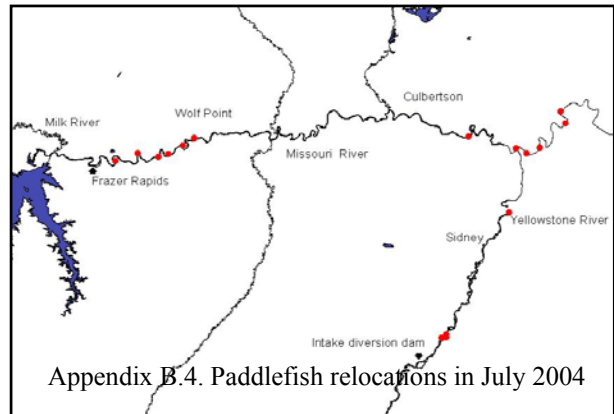 Culbertson
Wolf Point
Milk River
Missouri River
Frazer Rapids
Yellowstone River
Sidney
Intake diversion dam
Appendix B.4. Paddlefish relocations in July 2004